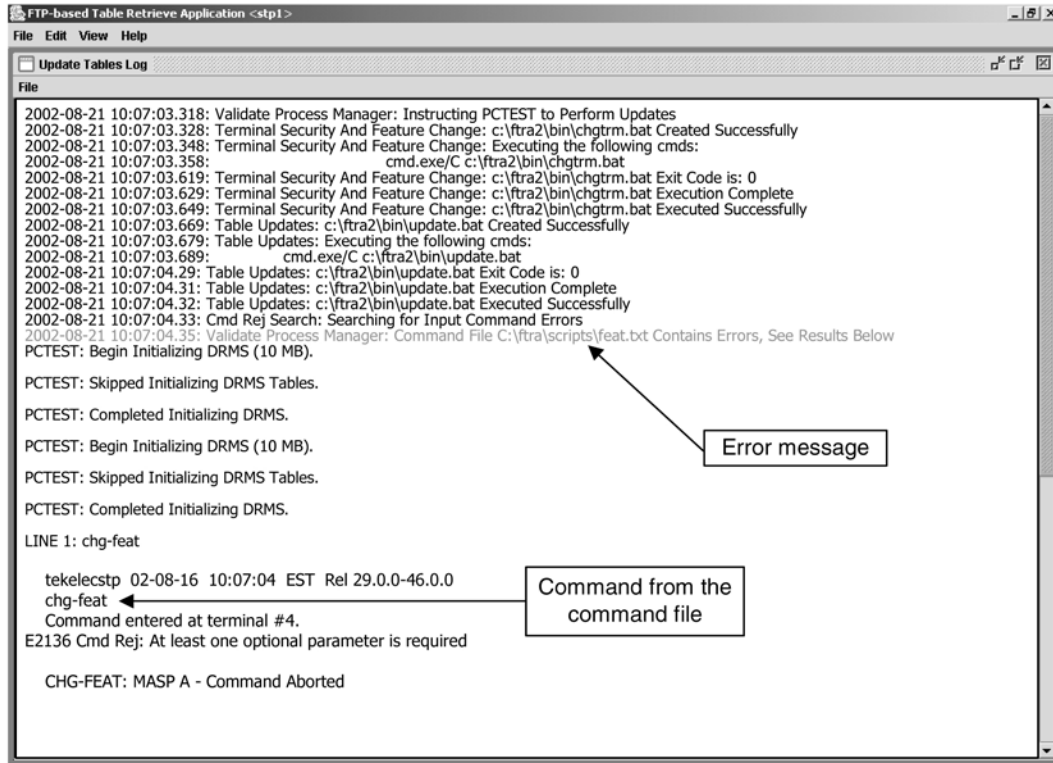 FTP-based Table Retrieve Application <stp1>
File Edit View Help
Update Tables Log
File
2002-08-21 10:07:03.318: Validate Process Manager: Instructing PCTEST to Perform Updates
2002-08-21 10:07:03.328: Terminal Security And Feature Change: c:\ftra2\bin\chgtrm.bat Created Successfully
2002-08-21 10:07:03.348: Terminal Security And Feature Change: Executing the following cmds:
2002-08-21 10:07:03.358: cmd.exe/C c:\ftra2\bin\chgtrm.bat
2002-08-21 10:07:03.619: Terminal Security And Feature Change: c:\ftra2\bin\chgtrm.bat Exit Code is: 0
2002-08-21 10:07:03.629: Terminal Security And Feature Change: c:\ftra2\bin\chgtrm.bat Execution Complete
2002-08-21 10:07:03.649: Terminal Security And Feature Change: c:\ftra2\bin\chgtrm.bat Executed Successfully
2002-08-21 10:07:03.669: Table Updates: c:\ftra2\bin\update.bat Created Successfully
2002-08-21 10:07:03.679: Table Updates: Executing the following cmds:
2002-08-21 10:07:03.689: cmd.exe/C c:\ftra2\bin\update.bat
2002-08-21 10:07:04.29: Table Updates: c:\ftra2\bin\update.bat Exit Code is: 0
2002-08-21 10:07:04.31: Table Updates: c:\ftra2\bin\update.bat Execution Complete
2002-08-21 10:07:04.32: Table Updates: c:\ftra2\bin\update.bat Executed Successfully
2002-08-21 10:07:04.33: Cmd Rej Search: Searching for Input Command Errors
2002-08-21 10:07:04.35: Validate Process Manager: Command File C:\ftra\scripts\feat.txt Contains Errors, See Results Below
PCTEST: Begin Initializing DRMS (10 MB).
PCTEST: Skipped Initializing DRMS Tables.
PCTEST: Completed Initializing DRMS.
PCTEST: Begin Initializing DRMS (10 MB).
Error message
PCTEST: Skipped Initializing DRMS Tables.
PCTEST: Completed Initializing DRMS.
LINE 1: chg-feat
tekelecstp 02-08-16 10:07:04 EST Rel 29.0.0-46.0.0
chg-feat
Command from the
command file
Command entered at terminal #4.
E2136 Cmd Rej: At least one optional parameter is required
CHG-FEAT: MASP A - Command Aborted